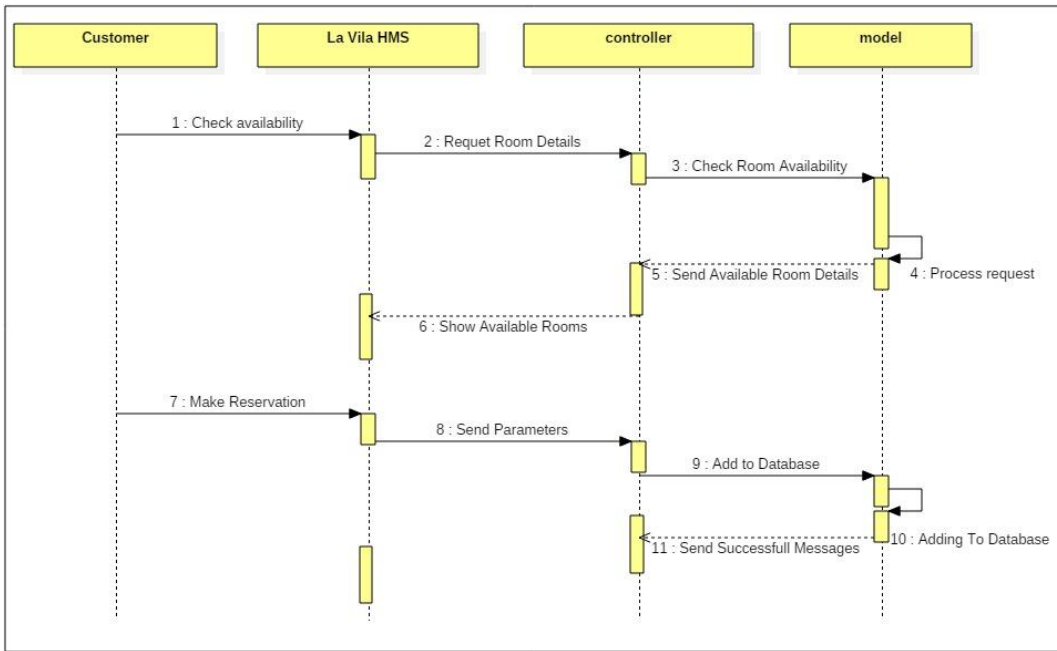 Customer
La Vila HMS
controller
model
1 : Check availability
2 : Requet Room Details
3 : Check Room Availability
4 : Process request
5 : Send Available Room Details
6 : Show Available Rooms
7 : Make Reservation
8 : Send Parameters
9 : Add to Database
10 : Adding To Database
11 : Send Successfull Messages